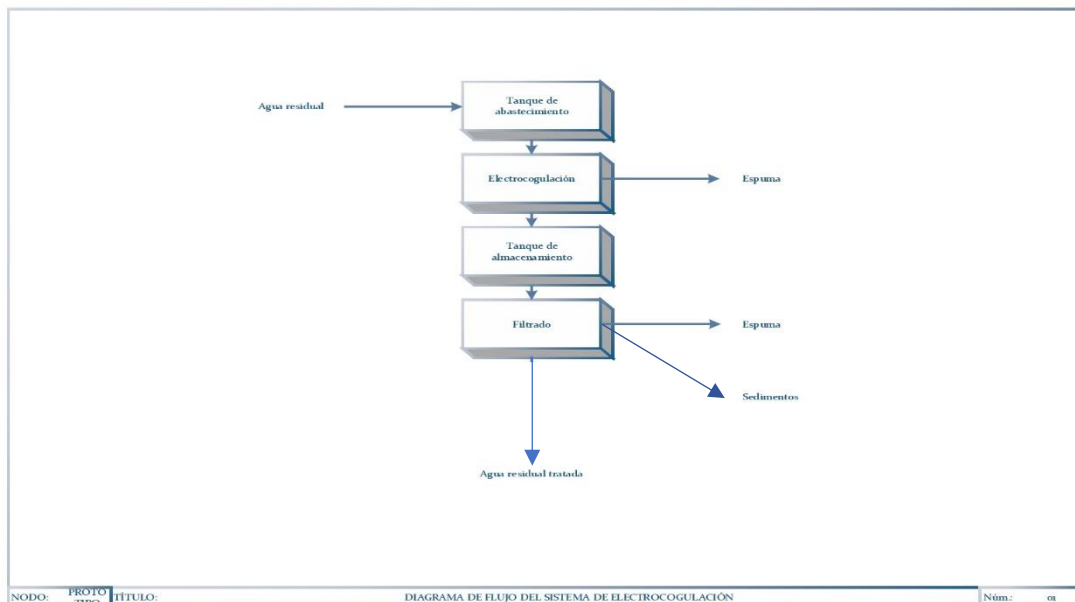 Agua residual
Tanque de
abastecimiento
Electrocogulación
Espuma
Tanque de
almacenamiento
Filtrado
Espuma
Sedimentos
Agua residual tratada
NODO:
PROTO
TIPO
TÍTULO:
DIAGRAMA DE FLUJO DEL SISTEMA DE ELECTROCOGULACIÓN
Núm.:
01